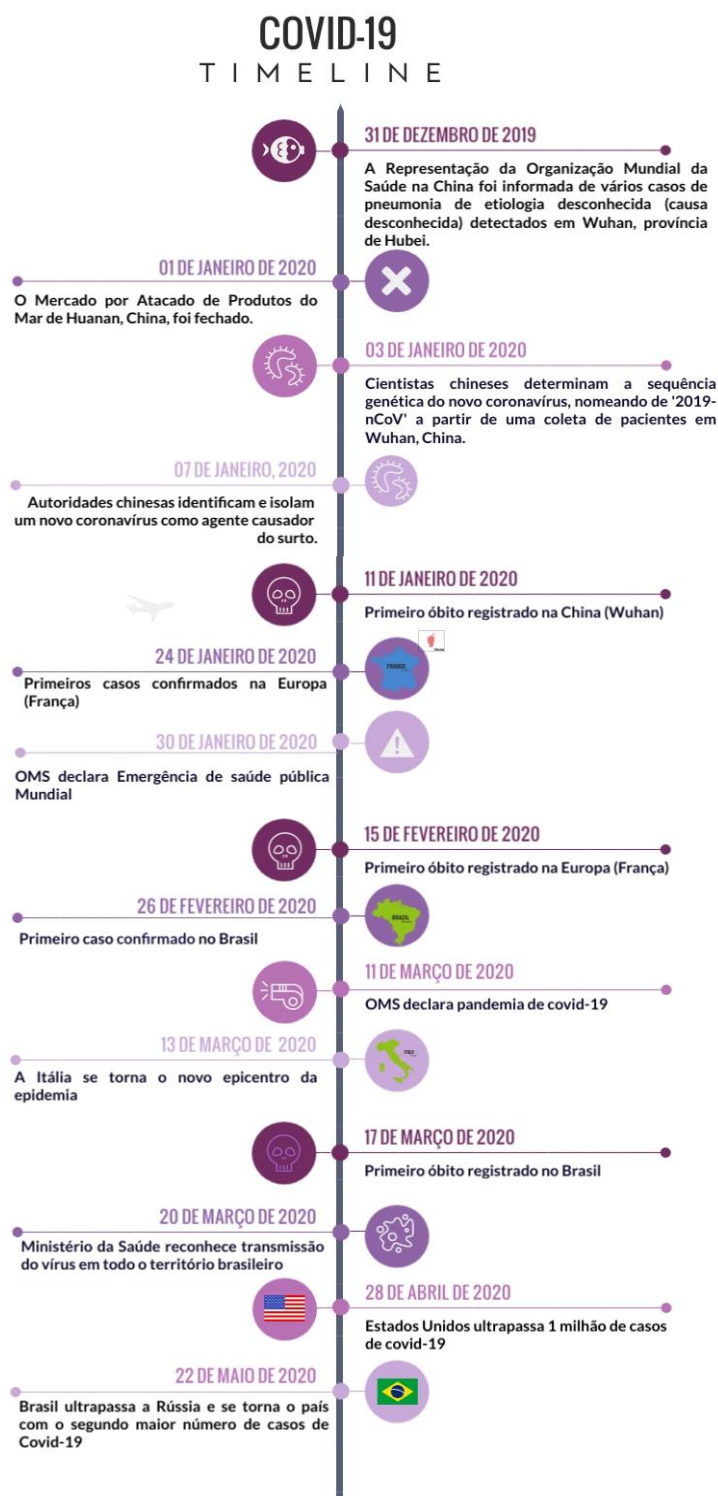 COVID-19
TIMELINE
31 DE DEZEMBRO DE 2019
A Representação da Organização Mundial da
Saúde na China foi informada de vários casos de
pneumonia de etiologia desconhecida (causa
desconhecida) detectados em Wuhan, província
de Hubei.
01 DE JANEIRO DE 2020
O Mercado por Atacado de Produtos do
Mar de Huanan, China, foi fechado.
03 DE JANEIRO DE 2020
Cientistas chineses determinam a sequência
genética do novo coronavírus, nomeando de '2019-
nCoV' a partir de uma coleta de pacientes em
Wuhan, China.
07 DE JANEIRO, 2020
Autoridades chinesas identificam e isolam
um novo coronavírus como agente causador
do surto.
11 DE JANEIRO DE 2020
Primeiro óbito registrado na China (Wuhan)
24 DE JANEIRO DE 2020
Primeiros casos confirmados na Europa
(França)
FRANCE
30 DE JANEIRO DE 2020
OMS declara Emergência de saúde pública
Mundial
15 DE FEVEREIRO DE 2020
Primeiro óbito registrado na Europa (França)
26 DE FEVEREIRO DE 2020
Primeiro caso confirmado no Brasil
BRAZIL
11 DE MARÇO DE 2020
OMS declara pandemia de covid-19
13 DE MARÇO DE 2020
A Itália se torna o novo epicentro da
epidemia
ITALY
17 DE MARÇO DE 2020
Primeiro óbito registrado no Brasil
20 DE MARÇO DE 2020
Ministério da Saúde reconhece transmissão
do vírus em todo o território brasileiro
28 DE ABRIL DE 2020
Estados Unidos ultrapassa 1 milhão de casos
de covid-19
22 DE MAIO DE 2020
Brasil ultrapassa a Rússia e se torna o país
com o segundo maior número de casos de
Covid-19